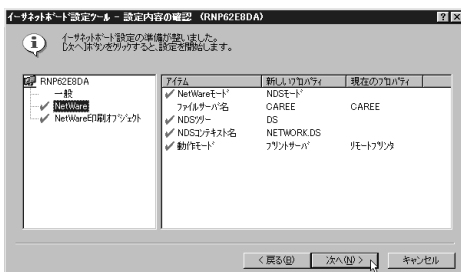 イーサネットボード設定ツール - 設定内容の確認 (RNP62E8DA)
イーサネットボード設定の準備が整いました。
[次へ]ボタンをクリックすると、設定を開始します。
RNP62E8DA
一般
NetWare
NetWare印刷オブジェクト
アイテム 新しいプロパティ 現在のプロパティ
NetWareモード NDSモード
ファイルサーバ名 CAREE CAREE
NDSツリー DS
NDSコンテキスト名 NETWORK.DS
動作モード プリントサーバ リモートプリンタ
< 戻る(B) 次へ(N) > キャンセル